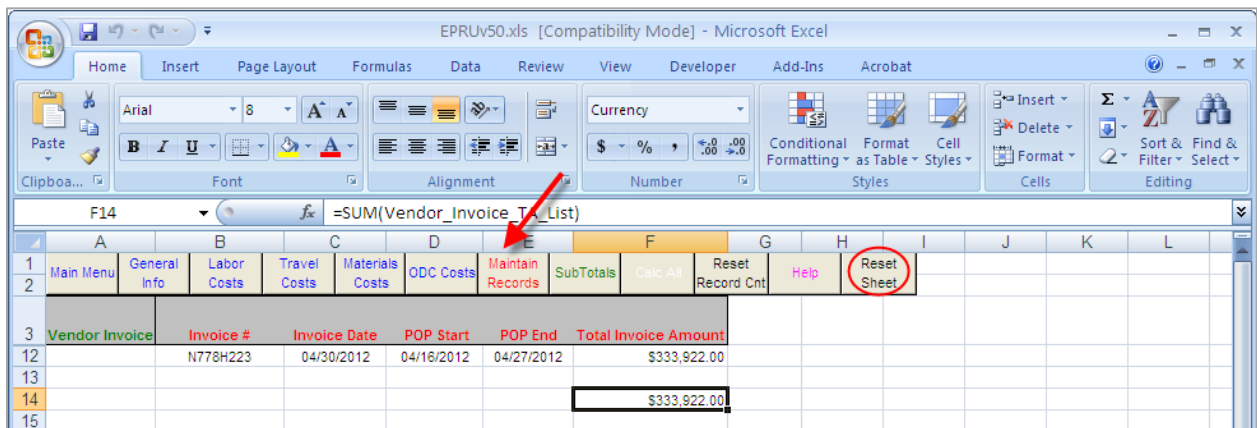 EPRUv50.xls [Compatibility Mode] - Microsoft Excel
Home Insert Page Layout Formulas Data Review View Developer Add-Ins Acrobat
Paste
Arial 8
Currency
Conditional Formatting
Format as Table
Cell Styles
Insert
Delete
Format
Sort & Filter
Find & Select
Clipboa... Font Alignment Number Styles Cells Editing
F14 fx =SUM(Vendor_Invoice_TA_List)
A B C D E F G H I J K L
1
2
Main Menu
General Info
Labor Costs
Travel Costs
Materials Costs
ODC Costs
Maintain Records
SubTotals
Calc All
Reset Record Cnt
Help
Reset Sheet
3 Vendor Invoice Invoice # Invoice Date POP Start POP End Total Invoice Amount
12 N778H223 04/30/2012 04/16/2012 04/27/2012 $333,922.00
13
14 $333,922.00
15